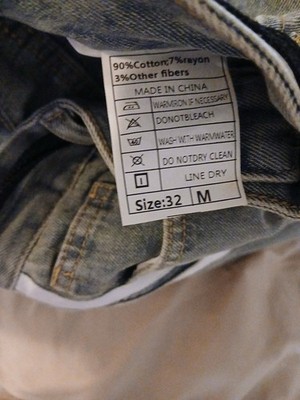 90%Cotton;7%rayon
3%Other fibers
MADE IN CHINA
WARMIRON IF NECESSARY
DONOTBLEACH
WASH WITH WARMWATER
DO NOTDRY CLEAN
LINE DRY
Size:32 M